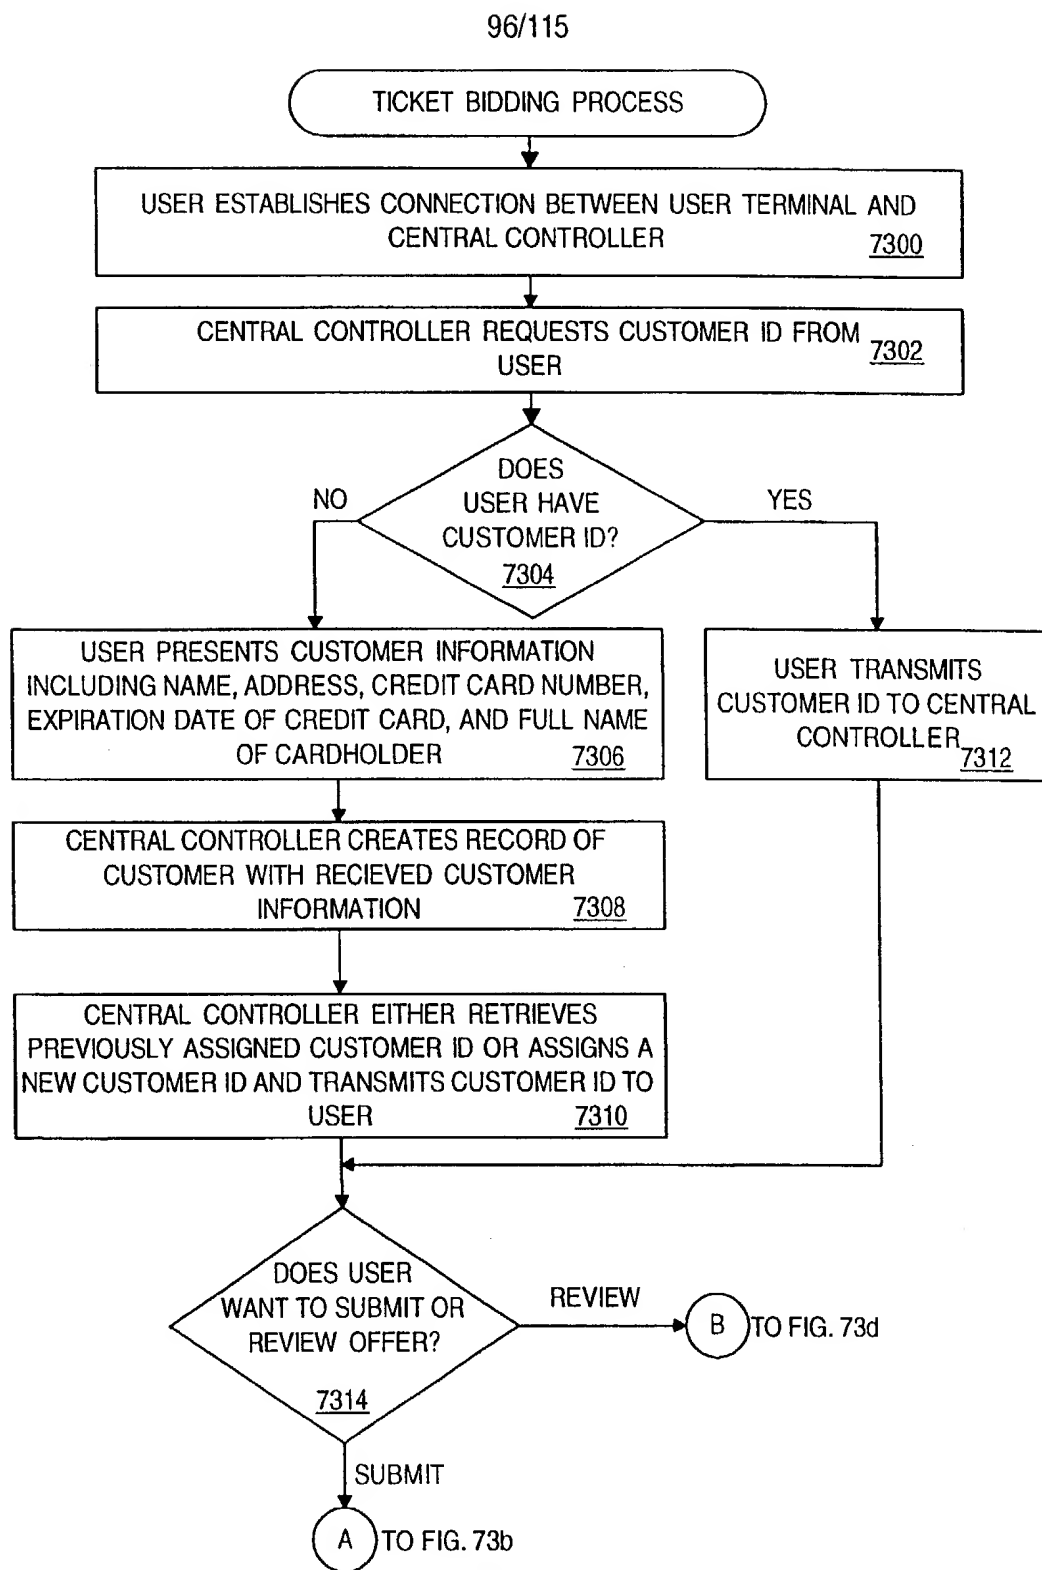 96/115
TICKET BIDDING PROCESS
USER ESTABLISHES CONNECTION BETWEEN USER TERMINAL AND
CENTRAL CONTROLLER
7300
CENTRAL CONTROLLER REQUESTS CUSTOMER ID FROM
USER
7302
DOES
USER HAVE
CUSTOMER ID?
7304
NO
YES
USER PRESENTS CUSTOMER INFORMATION
INCLUDING NAME, ADDRESS, CREDIT CARD NUMBER,
EXPIRATION DATE OF CREDIT CARD, AND FULL NAME
OF CARDHOLDER
7306
USER TRANSMITS
CUSTOMER ID TO CENTRAL
CONTROLLER
7312
CENTRAL CONTROLLER CREATES RECORD OF
CUSTOMER WITH RECIEVED CUSTOMER
INFORMATION
7308
CENTRAL CONTROLLER EITHER RETRIEVES
PREVIOUSLY ASSIGNED CUSTOMER ID OR ASSIGNS A
NEW CUSTOMER ID AND TRANSMITS CUSTOMER ID TO
USER
7310
DOES USER
WANT TO SUBMIT OR
REVIEW OFFER?
7314
REVIEW
B TO FIG. 73d
SUBMIT
A TO FIG. 73b